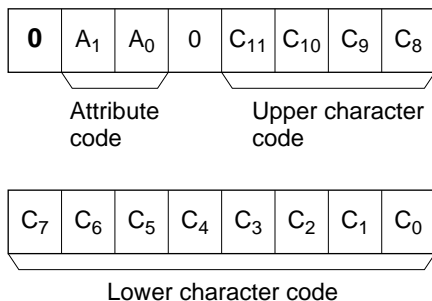 0 A₁ A₀ 0 C₁₁ C₁₀ C₉ C₈
Attribute code
Upper character code
C₇ C₆ C₅ C₄ C₃ C₂ C₁ C₀
Lower character code